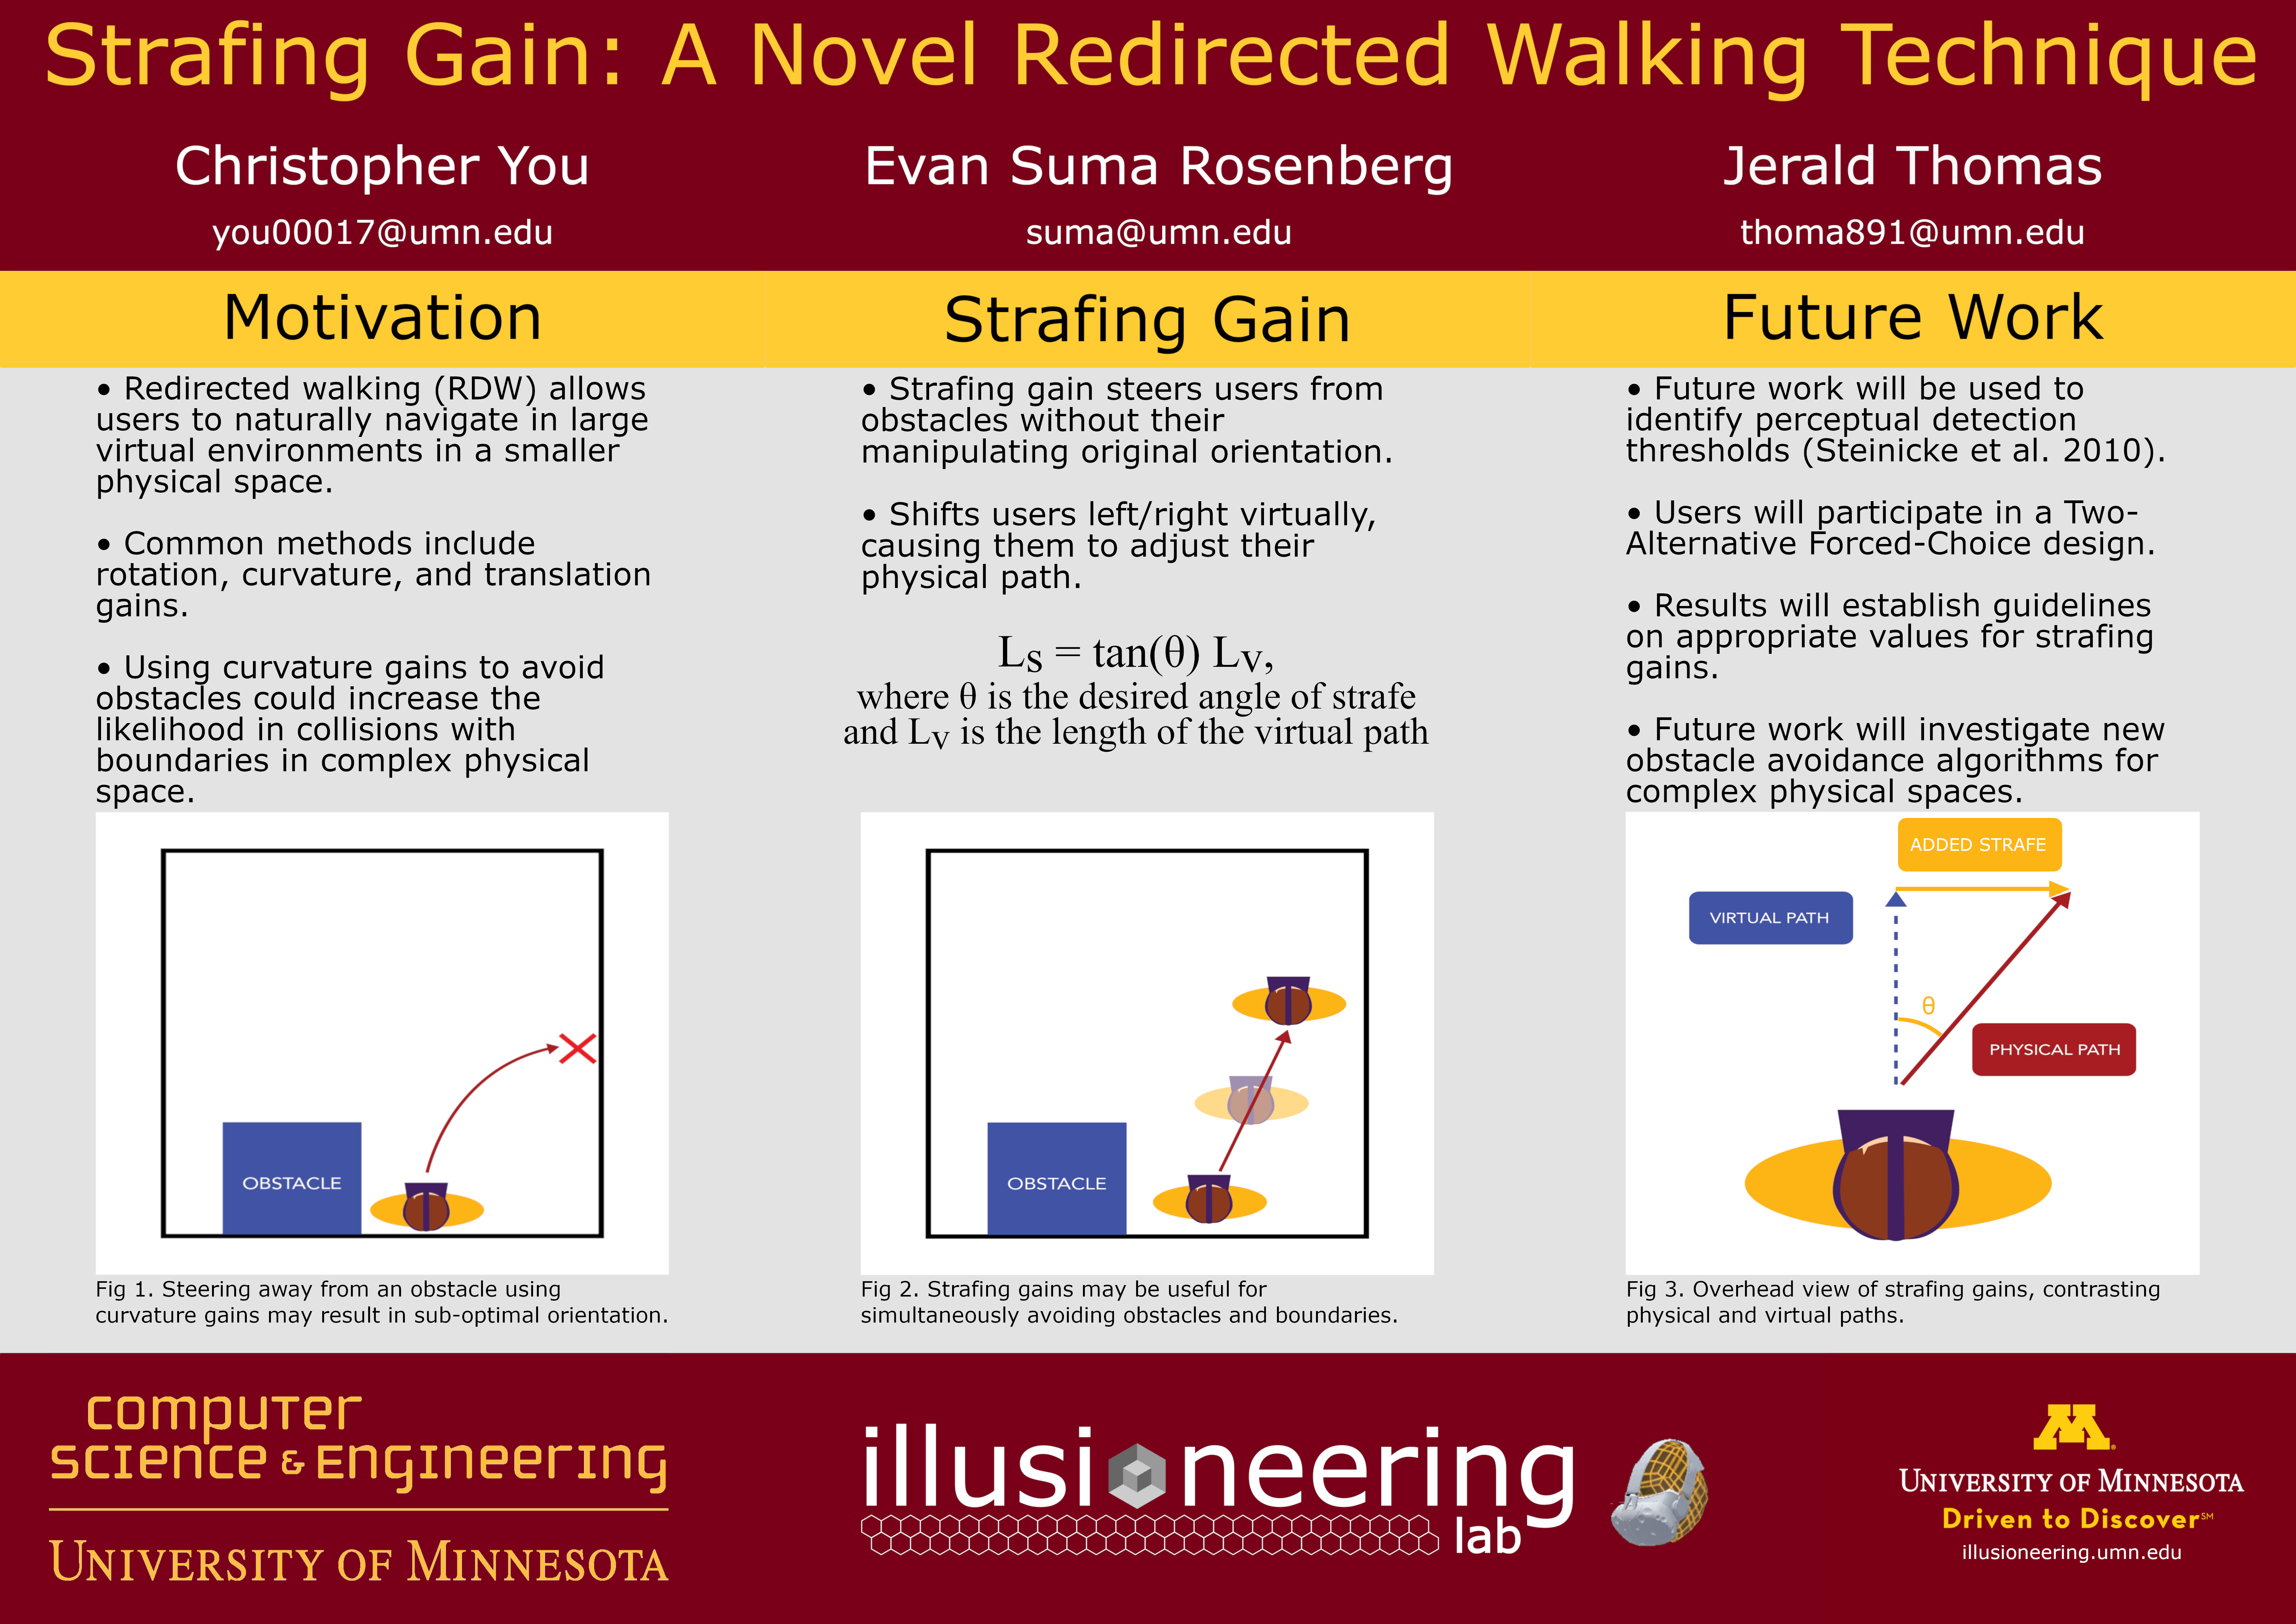 Strafing Gain: A Novel Redirected Walking Technique
Christopher You
you00017@umn.edu
Evan Suma Rosenberg
suma@umn.edu
Jerald Thomas
thoma891@umn.edu
Motivation
• Redirected walking (RDW) allows
users to naturally navigate in large
virtual environments in a smaller
physical space.
• Common methods include
rotation, curvature, and translation
gains.
• Using curvature gains to avoid
obstacles could increase the
likelihood in collisions with
boundaries in complex physical
space.
OBSTACLE
Fig 1. Steering away from an obstacle using
curvature gains may result in sub-optimal orientation.
Strafing Gain
• Strafing gain steers users from
obstacles without their
manipulating original orientation.
• Shifts users left/right virtually,
causing them to adjust their
physical path.
LS = tan(θ) LV,
where θ is the desired angle of strafe
and LV is the length of the virtual path
OBSTACLE
Fig 2. Strafing gains may be useful for
simultaneously avoiding obstacles and boundaries.
Future Work
• Future work will be used to
identify perceptual detection
thresholds (Steinicke et al. 2010).
• Users will participate in a Two-
Alternative Forced-Choice design.
• Results will establish guidelines
on appropriate values for strafing
gains.
• Future work will investigate new
obstacle avoidance algorithms for
complex physical spaces.
ADDED STRAFE
VIRTUAL PATH
θ
PHYSICAL PATH
Fig 3. Overhead view of strafing gains, contrasting
physical and virtual paths.
computer
science & engineering
UNIVERSITY OF MINNESOTA
illusioneering
lab
M®
UNIVERSITY OF MINNESOTA
Driven to Discover℠
illusioneering.umn.edu